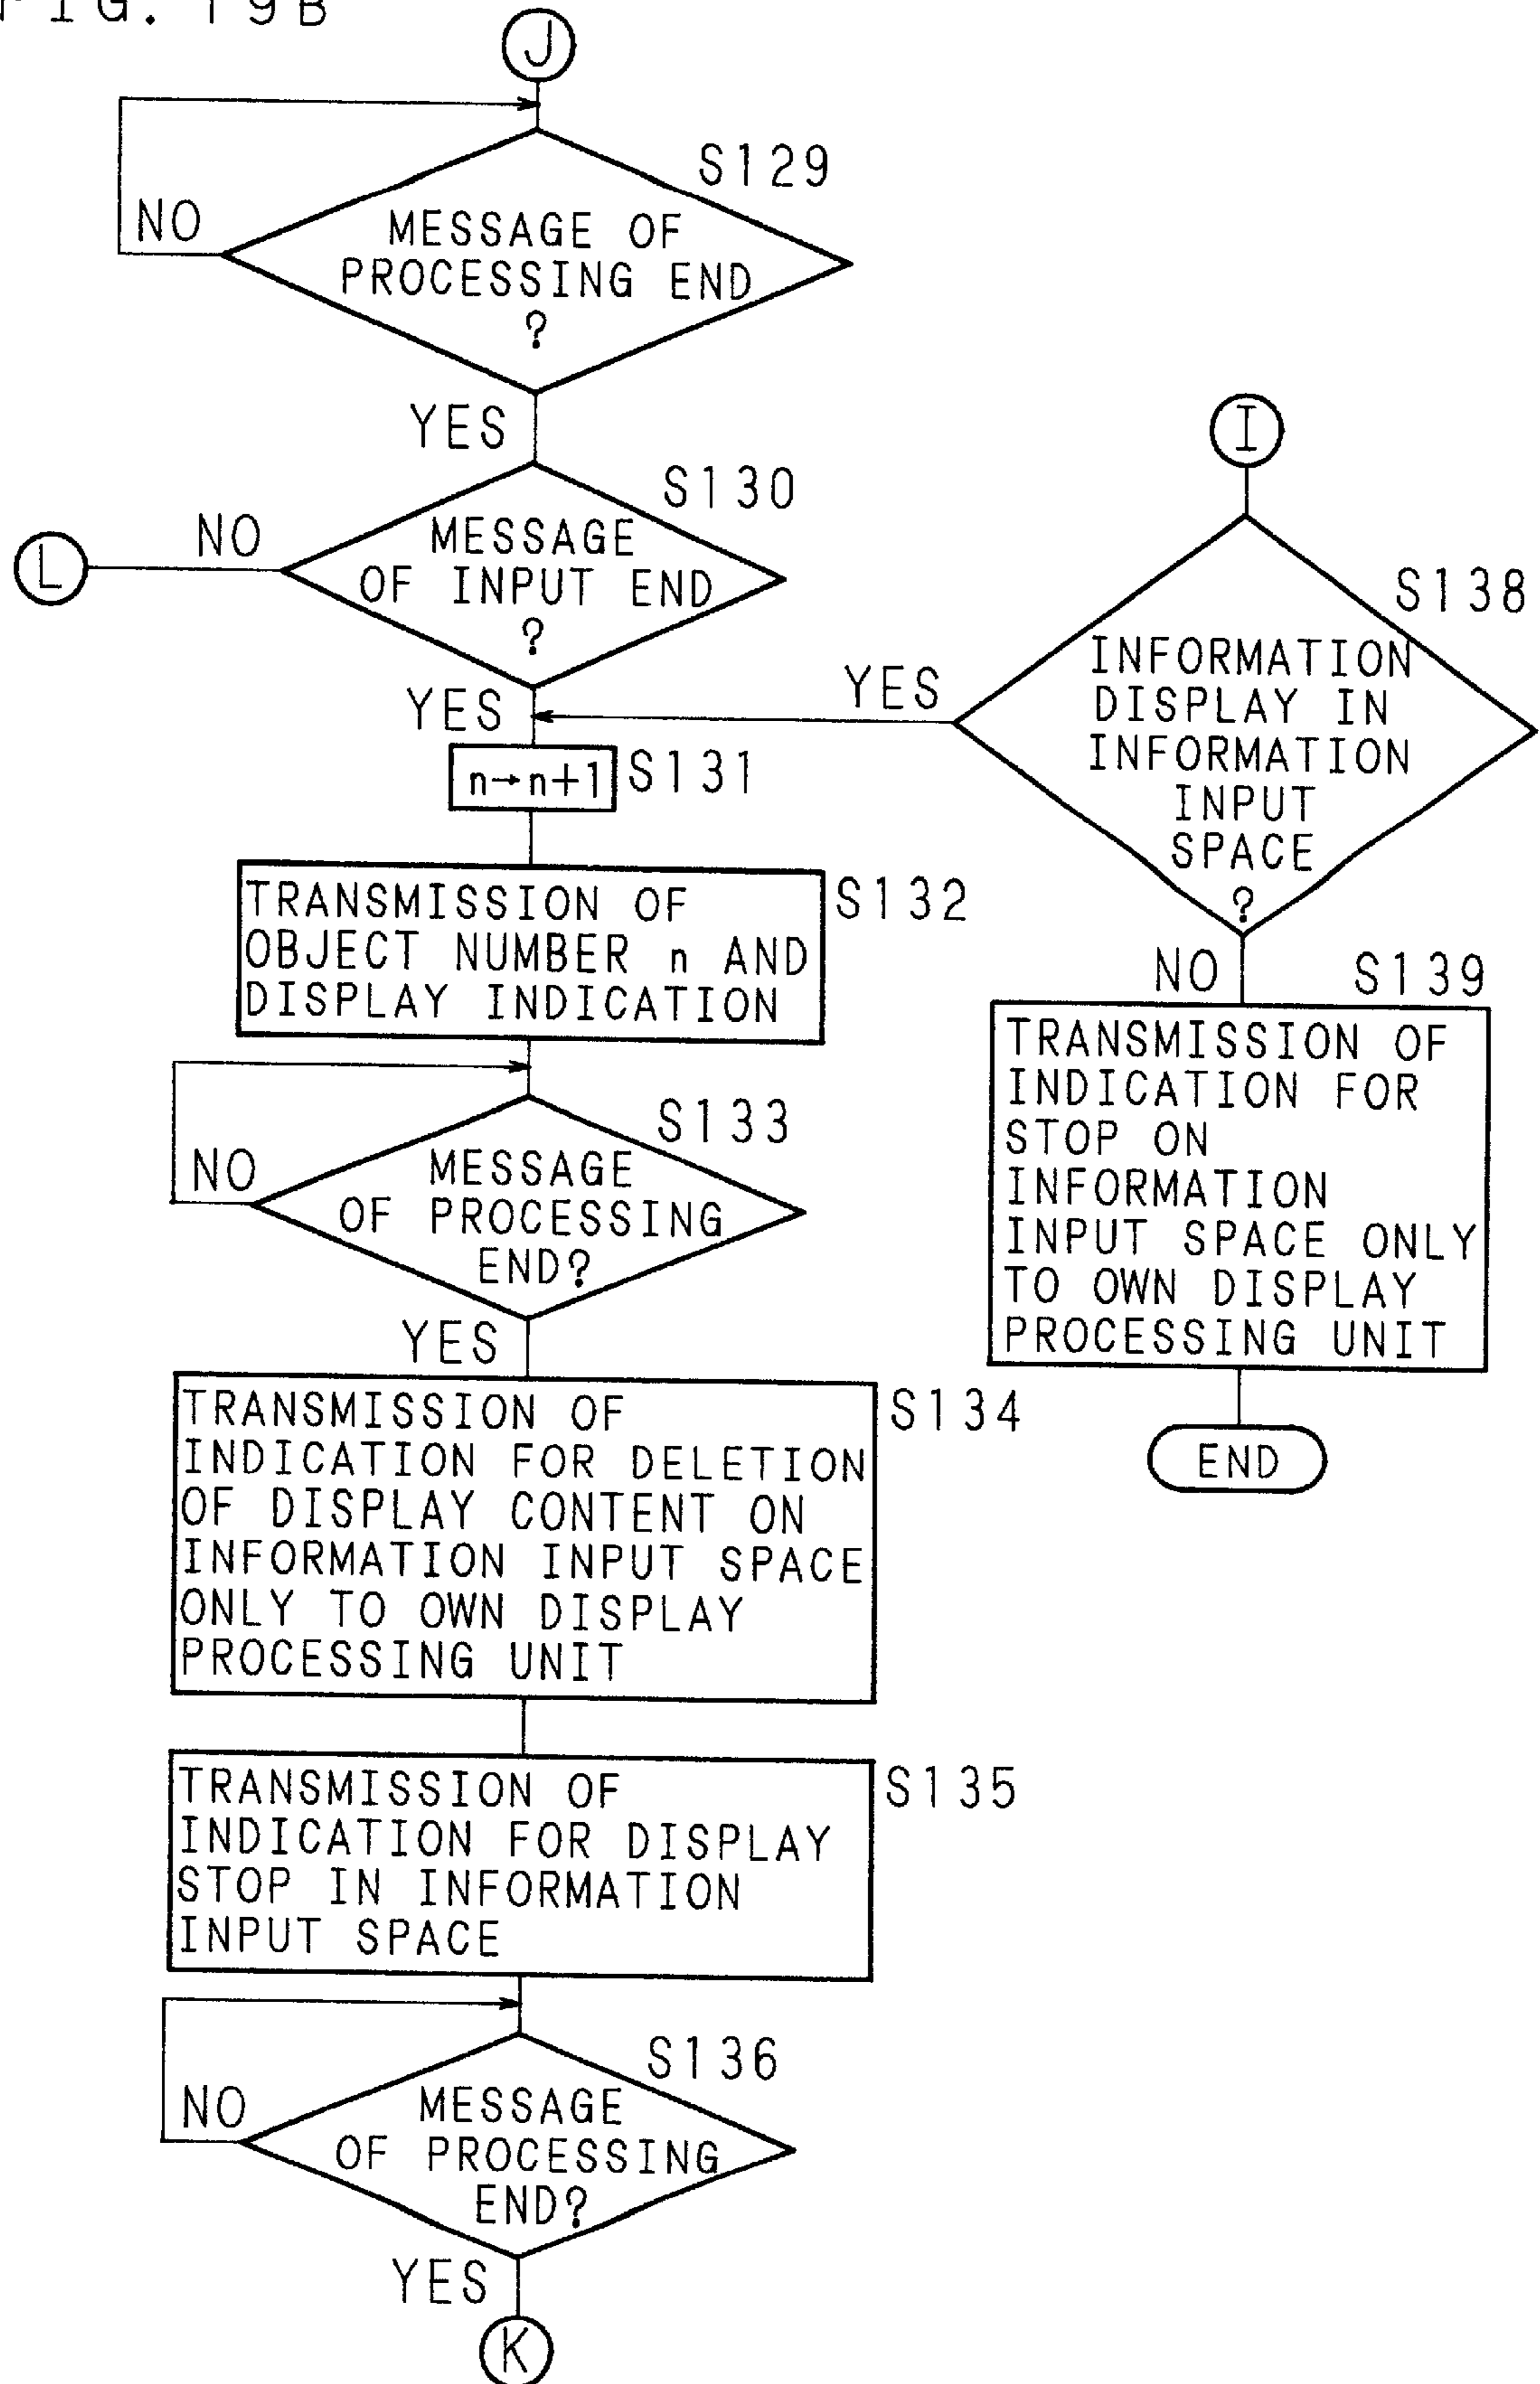 FIG. 19B
J
S129
NO
MESSAGE OF
PROCESSING END
?
YES
S130
NO
L
MESSAGE
OF INPUT END
?
YES
n→n+1
S131
TRANSMISSION OF
OBJECT NUMBER n AND
DISPLAY INDICATION
S132
S133
NO
MESSAGE
OF PROCESSING
END?
YES
TRANSMISSION OF
INDICATION FOR DELETION
OF DISPLAY CONTENT ON
INFORMATION INPUT SPACE
ONLY TO OWN DISPLAY
PROCESSING UNIT
S134
TRANSMISSION OF
INDICATION FOR DISPLAY
STOP IN INFORMATION
INPUT SPACE
S135
S136
NO
MESSAGE
OF PROCESSING
END?
YES
K
I
S138
INFORMATION
DISPLAY IN
INFORMATION
INPUT
SPACE
?
YES
NO
S139
TRANSMISSION OF
INDICATION FOR
STOP ON
INFORMATION
INPUT SPACE ONLY
TO OWN DISPLAY
PROCESSING UNIT
END